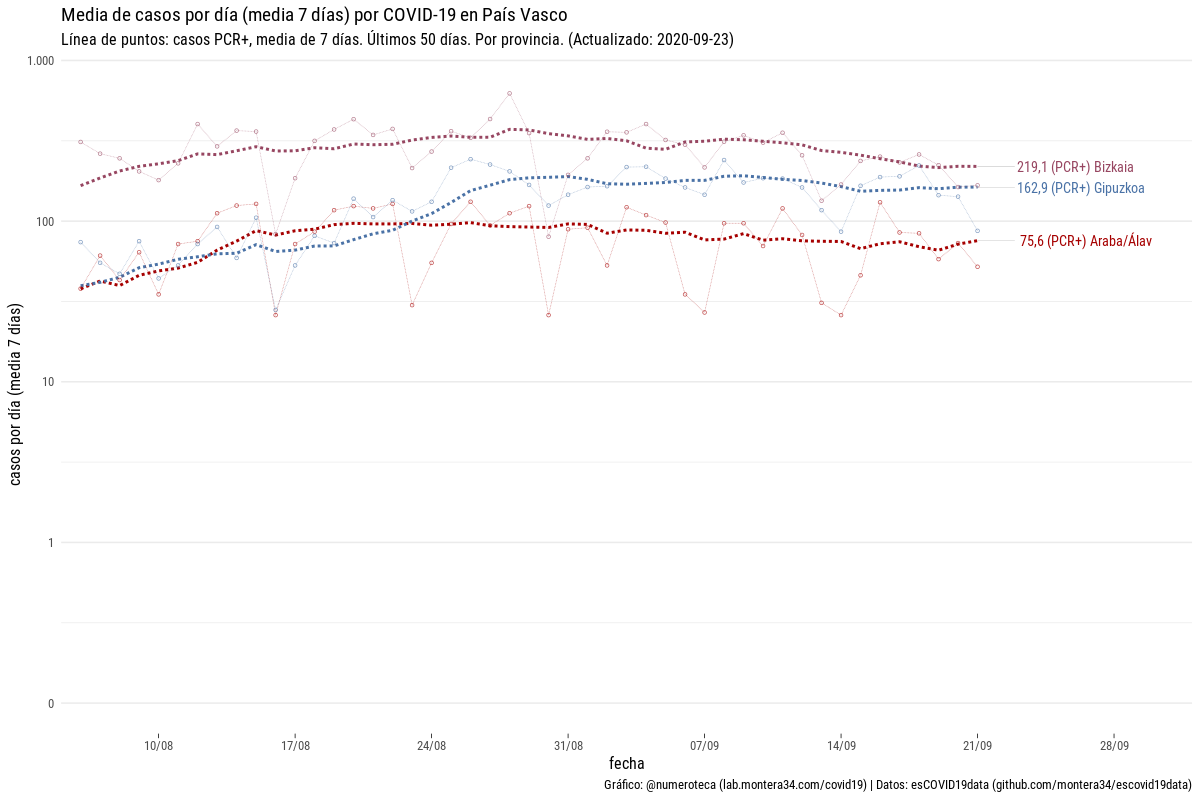 Media de casos por día (media 7 días) por COVID-19 en País Vasco
Línea de puntos: casos PCR+, media de 7 días. Últimos 50 días. Por provincia. (Actualizado: 2020-09-23)
1.000
100
10
1
0
casos por día (media 7 días)
219,1 (PCR+) Bizkaia
162,9 (PCR+) Gipuzkoa
75,6 (PCR+) Araba/Álav
10/08
17/08
24/08
31/08
07/09
14/09
21/09
28/09
fecha
Gráfico: @numeroteca (lab.montera34.com/covid19) | Datos: esCOVID19data (github.com/montera34/escovid19data)